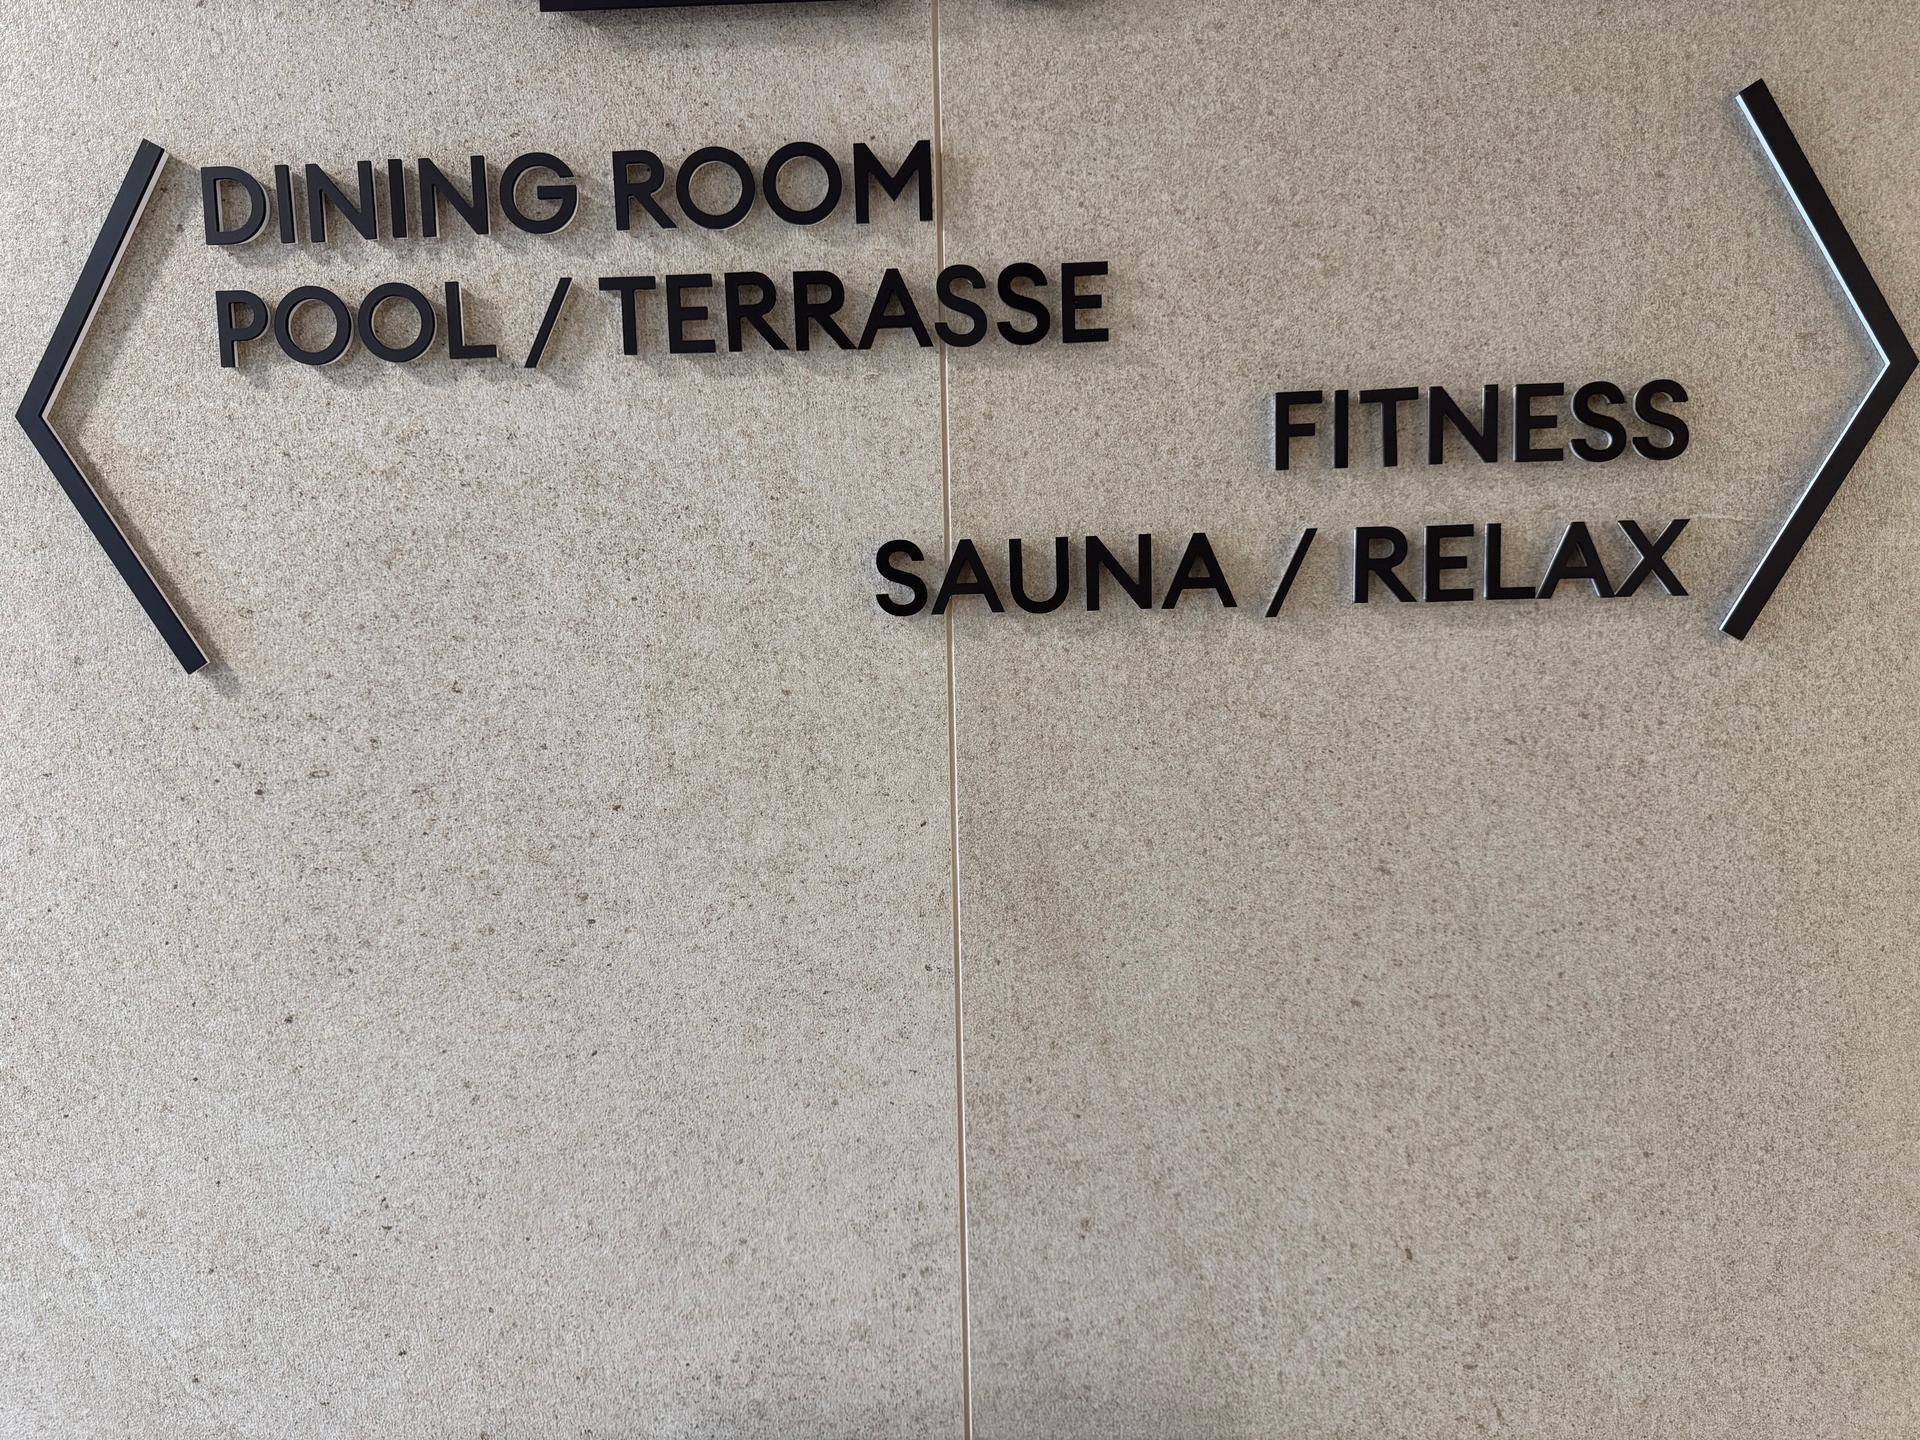 DINING ROOM
POOL / TERRASSE
FITNESS
SAUNA / RELAX